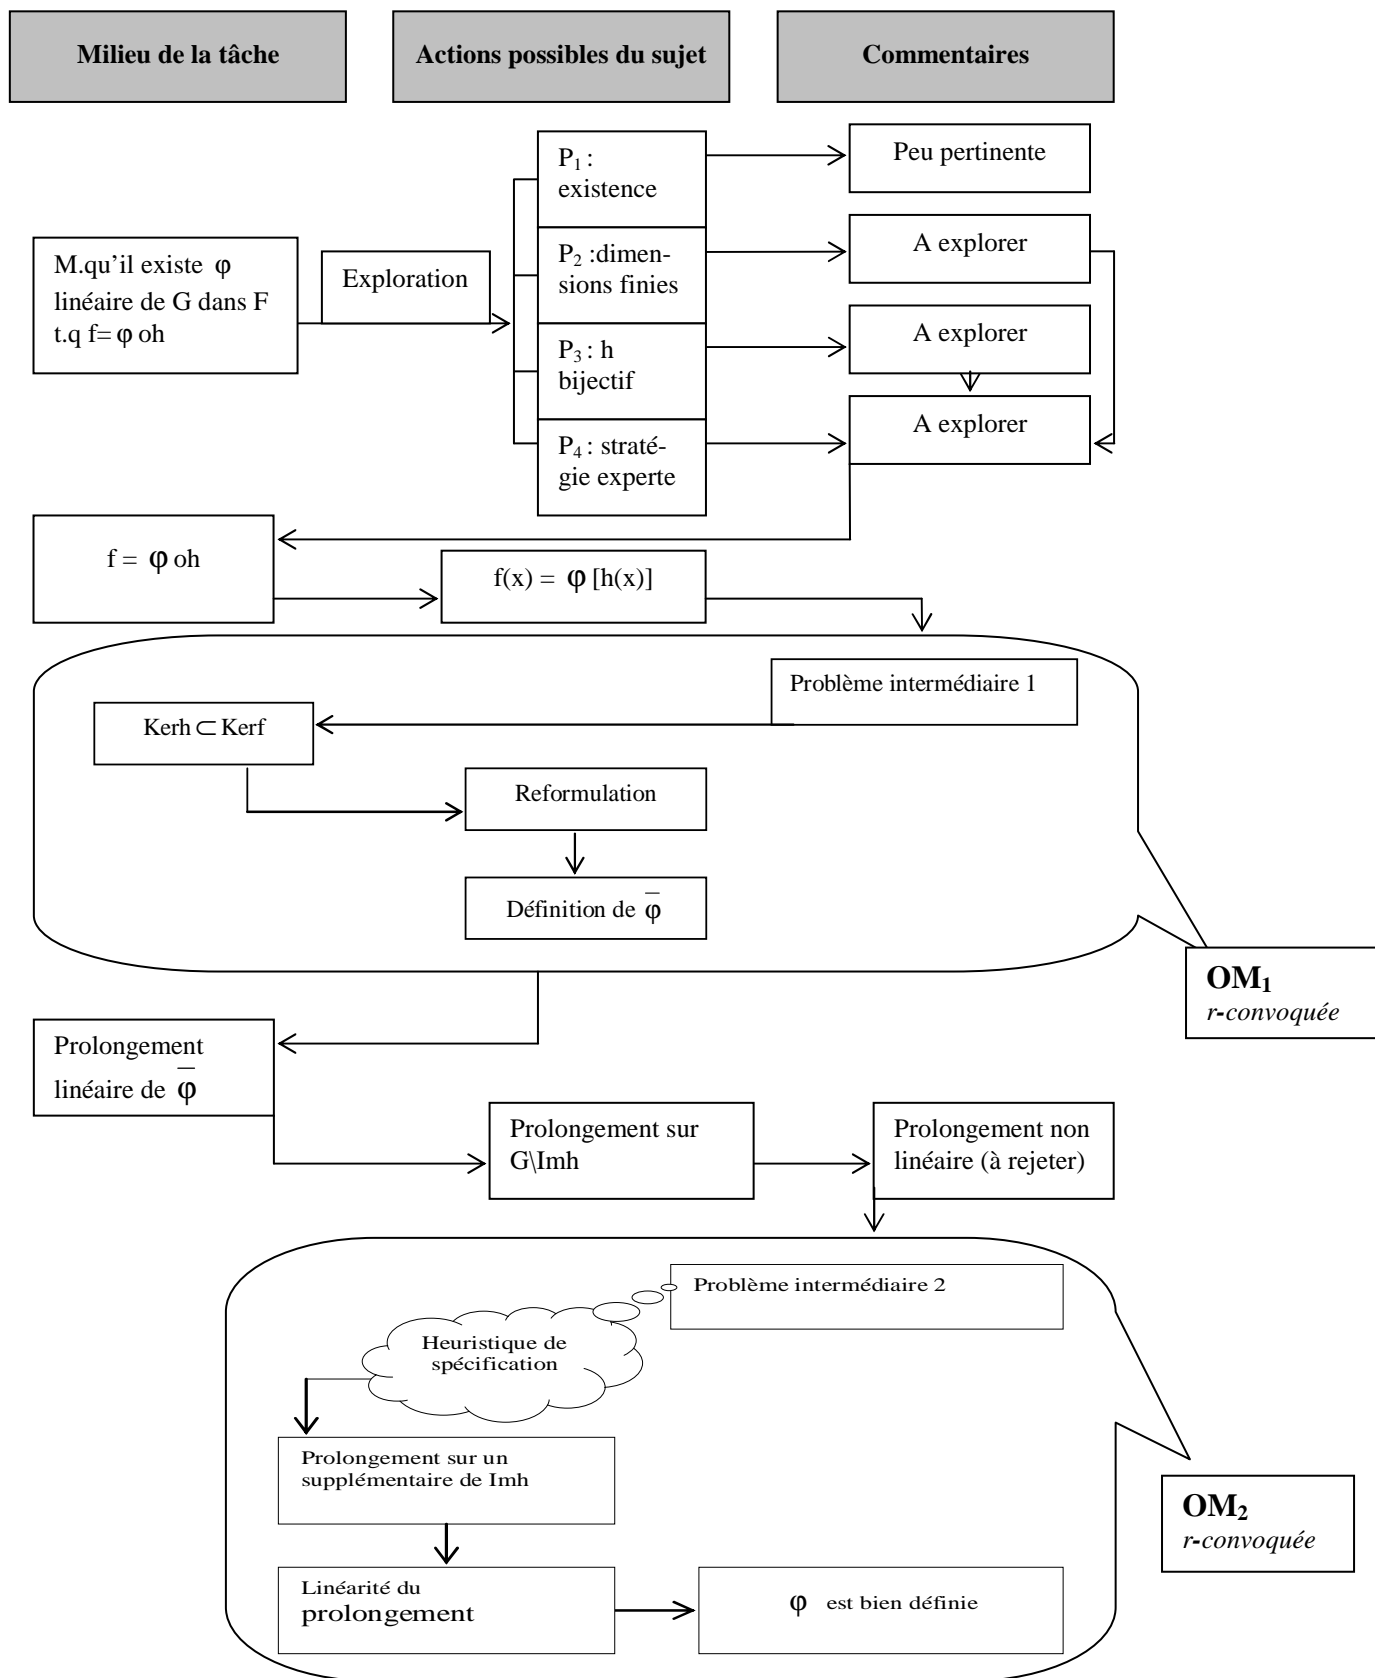 Milieu de la tâche
Actions possibles du sujet
Commentaires
P1 :
existence
Peu pertinente
M.qu'il existe φ
linéaire de G dans F
t.q f= φ oh
Exploration
P2 :dimen-
sions finies
A explorer
P3 : h
bijectif
A explorer
P4 : straté-
gie experte
A explorer
f = φ oh
f(x) = φ [h(x)]
Problème intermédiaire 1
Kerh ⊂ Kerf
Reformulation
Définition de φ̄
OM1
r-convoquée
Prolongement
linéaire de φ̄
Prolongement sur
G\Imh
Prolongement non
linéaire (à rejeter)
Problème intermédiaire 2
Heuristique de
spécification
Prolongement sur un
supplémentaire de Imh
OM2
r-convoquée
Linéarité du
prolongement
φ est bien définie